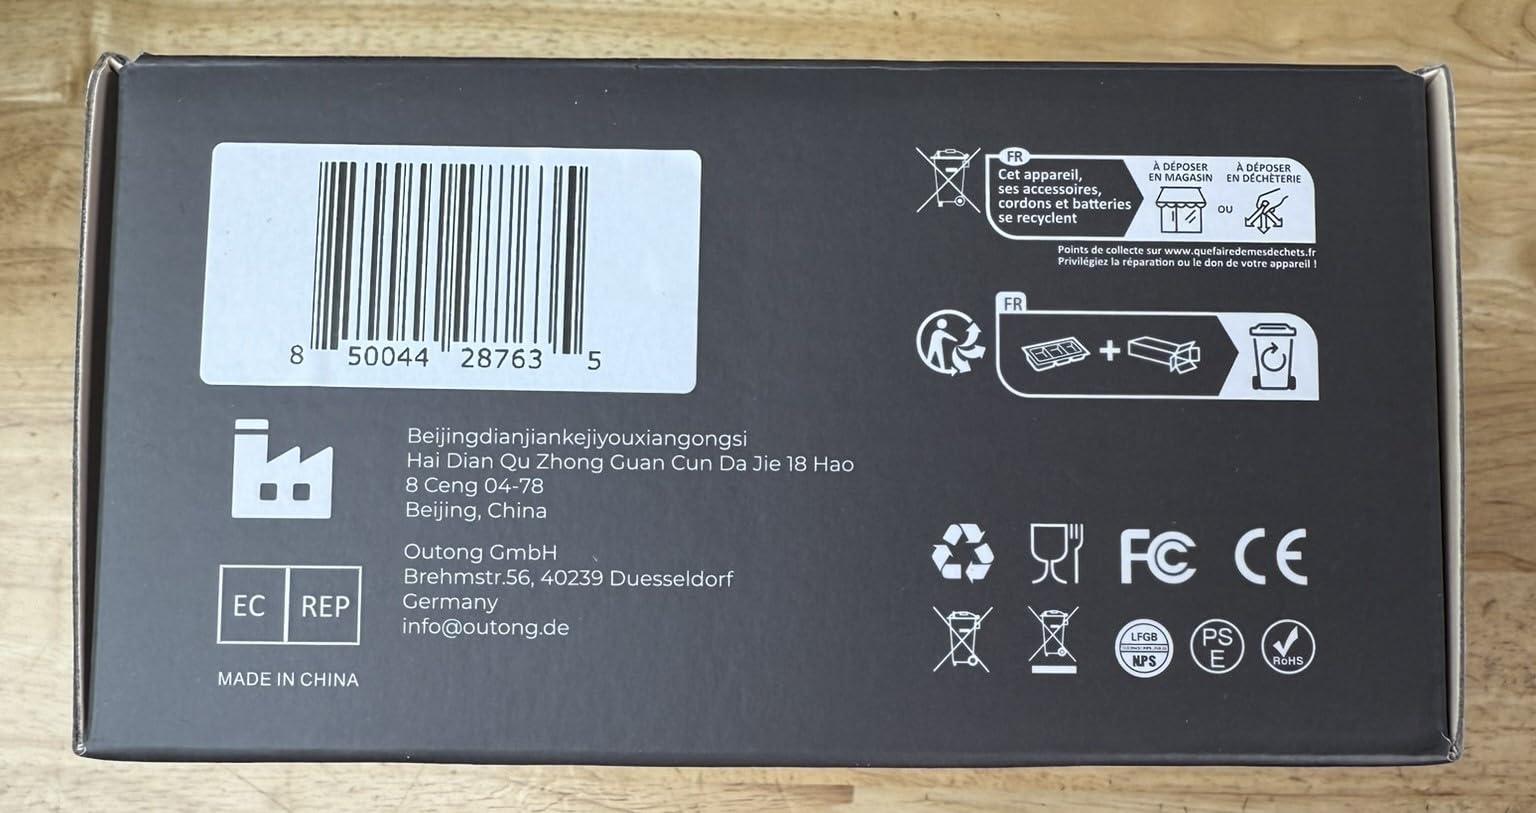 8 50044 28763 5
Beijingdianjiankejiyouxiangongsi
Hai Dian Qu Zhong Guan Cun Da Jie 18 Hao
8 Ceng 04-78
Beijing, China
EC REP
Outong GmbH
Brehmstr.56, 40239 Duesseldorf
Germany
info@outong.de
MADE IN CHINA
FR
Cet appareil,
ses accessoires,
cordons et batteries
se recyclent
À DÉPOSER
EN MAGASIN
OU
À DÉPOSER
EN DÉCHÈTERIE
Points de collecte sur www.quefairedemesdechets.fr
Privilégiez la réparation ou le don de votre appareil !
FR
+
FC CE
LFGB
NPS
PS
E
RoHS